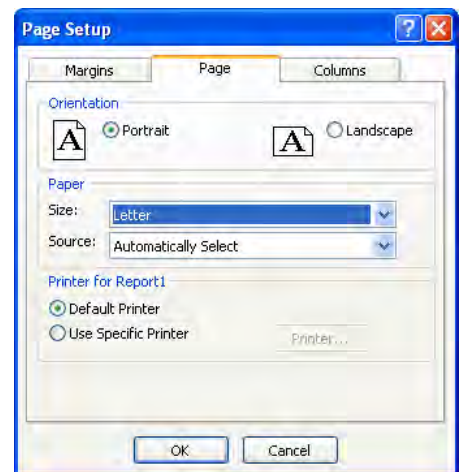 Page Setup
Margins Page Columns
Orientation
A Portrait A Landscape
Paper
Size: Letter
Source: Automatically Select
Printer for Report1
Default Printer
Use Specific Printer Printer...
OK Cancel